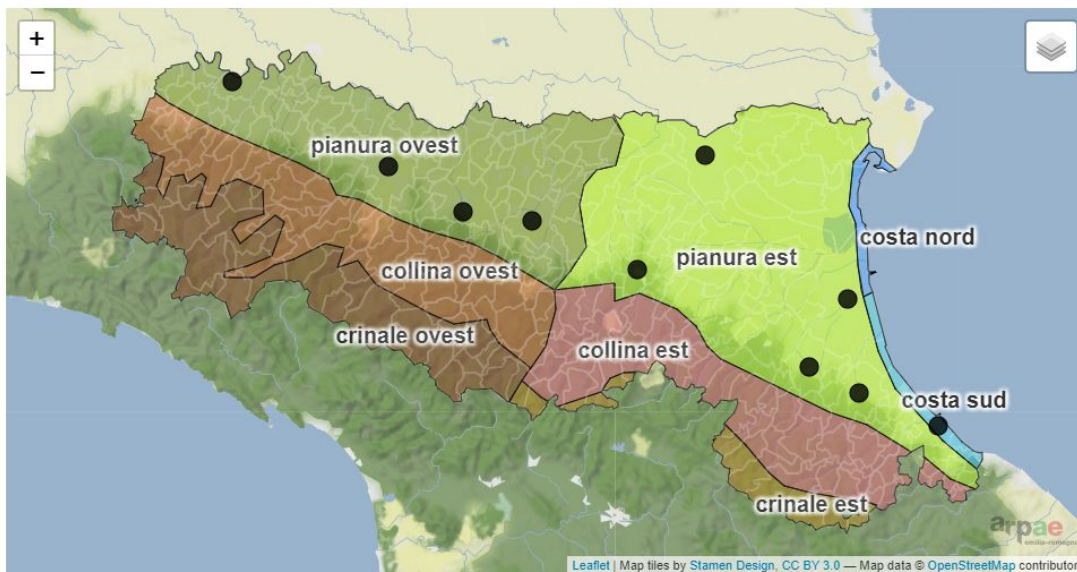 +
−
pianura ovest
costa nord
pianura est
collina ovest
crinale ovest
collina est
costa sud
crinale est
arpae
emilia-romagna
Leaflet | Map tiles by Stamen Design, CC BY 3.0 — Map data © OpenStreetMap contributor